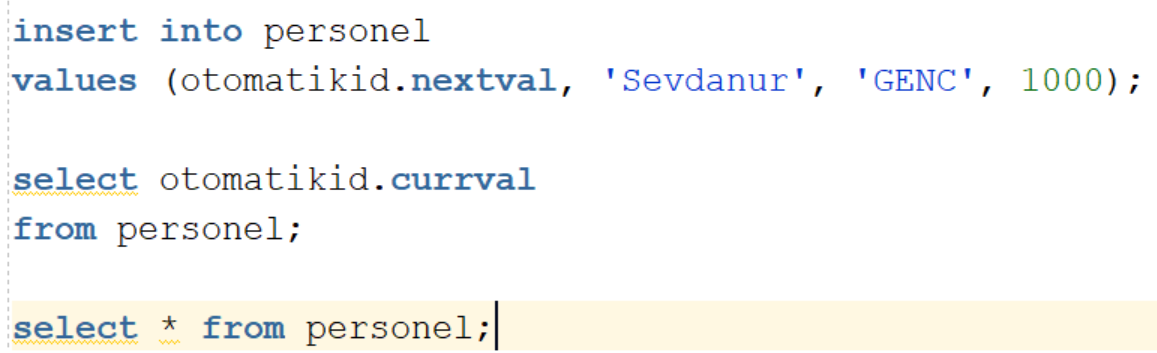 insert into personel
values (otomatikid.nextval, 'Sevdanur', 'GENC', 1000);
select otomatikid.currval
from personel;
select * from personel;